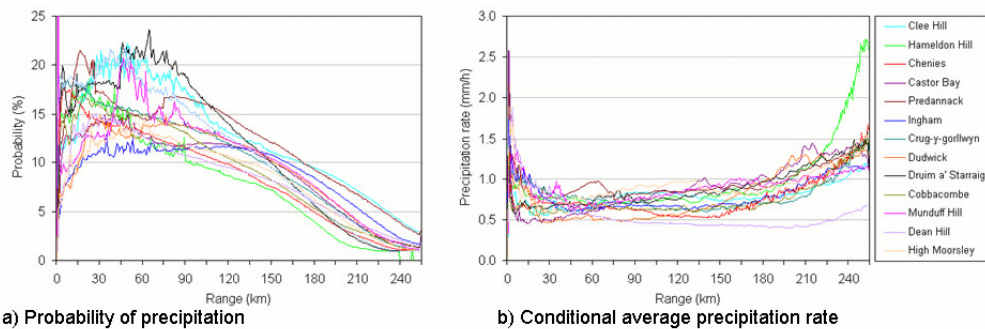 25
20
15
10
5
0
Probability (%)
0 30 60 90 120 150 180 210 240
Range (km)
a) Probability of precipitation
3.0
2.5
2.0
1.5
1.0
0.5
0.0
Precipitation rate (mm/h)
0 30 60 90 120 150 180 210 240
Range (km)
b) Conditional average precipitation rate
Clee Hill
Hameldon Hill
Chenies
Castor Bay
Predannack
Ingham
Crug-y-gorllwyn
Dudwick
Druim a' Starraig
Cobbacombe
Munduff Hill
Dean Hill
High Moorsley